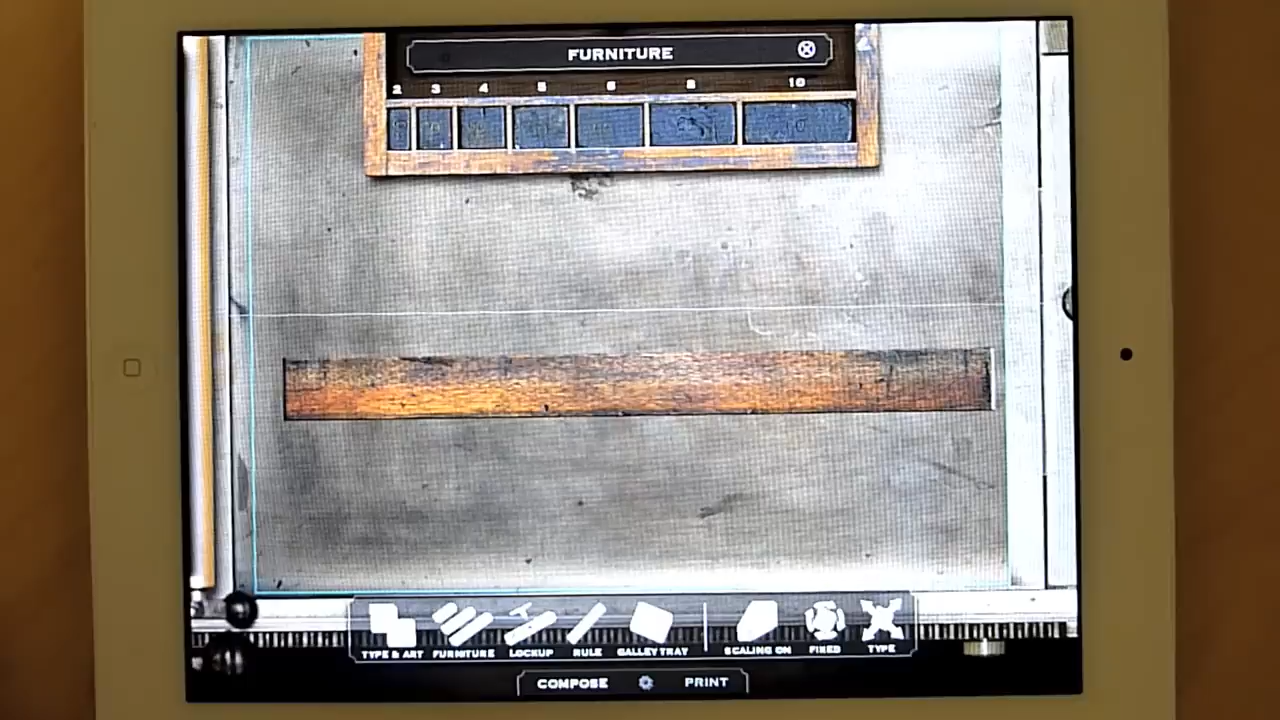 FURNITURE
2 3 4 5 6 8 10
TYPE & ART FURNITURE LOCKUP RULE GALLEY TRAY SCALING ON FIXED TYPE
COMPOSE PRINT